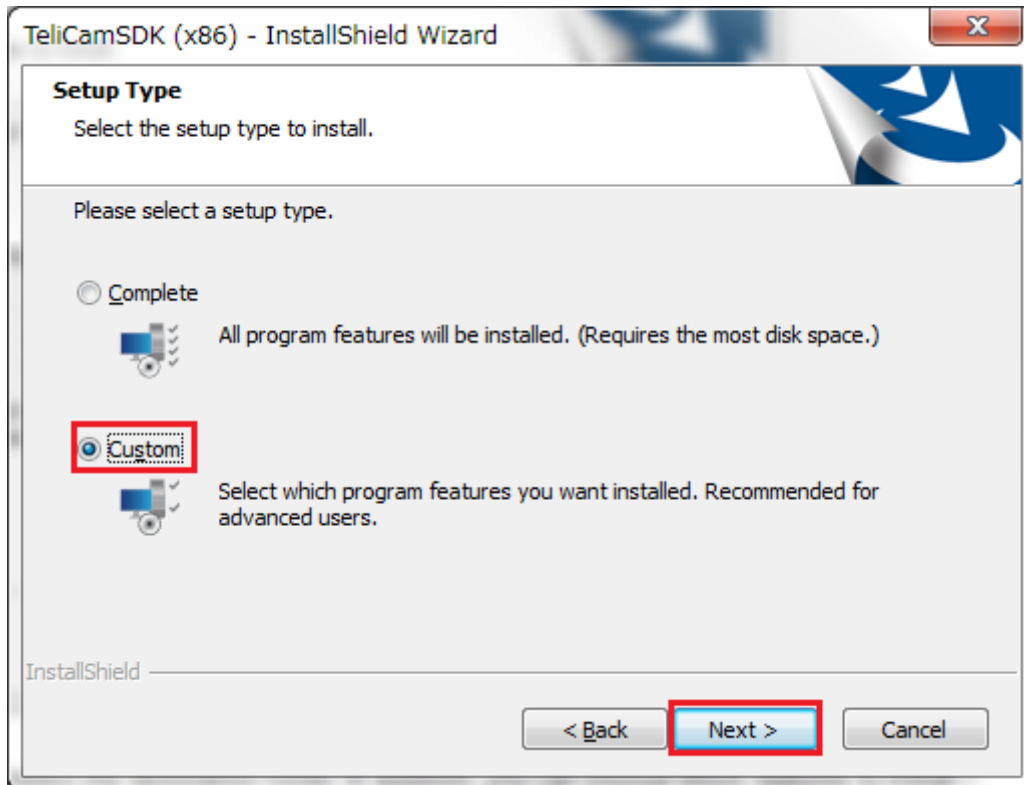 TeliCamSDK (x86) - InstallShield Wizard
Setup Type
Select the setup type to install.
Please select a setup type.
Complete
All program features will be installed. (Requires the most disk space.)
Custom
Select which program features you want installed. Recommended for
advanced users.
InstallShield
< Back
Next >
Cancel